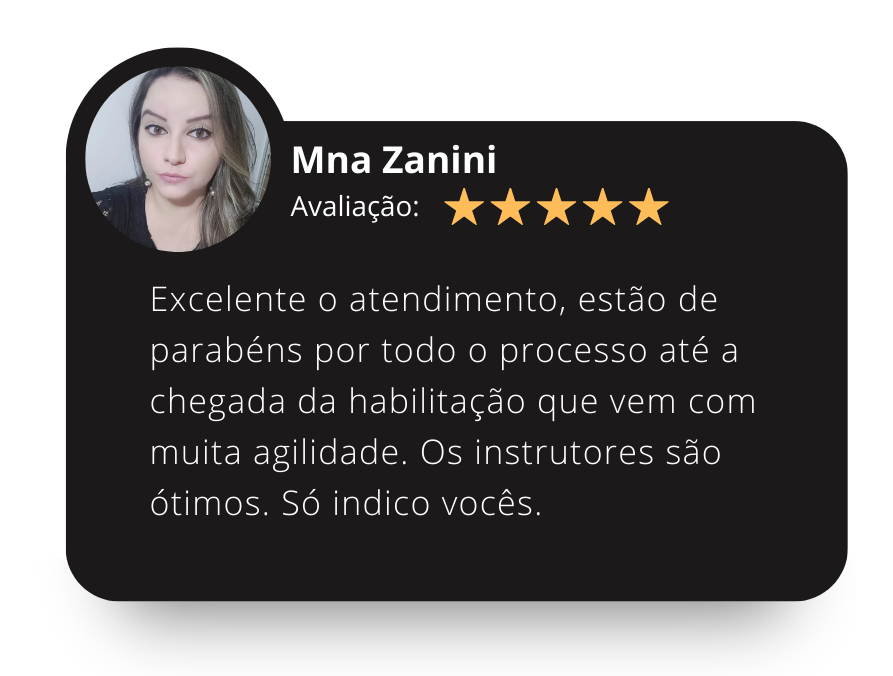 Mna Zanini
Avaliação:
Excelente o atendimento, estão de
parabéns por todo o processo até a
chegada da habilitação que vem com
muita agilidade. Os instrutores são
ótimos. Só indico vocês.